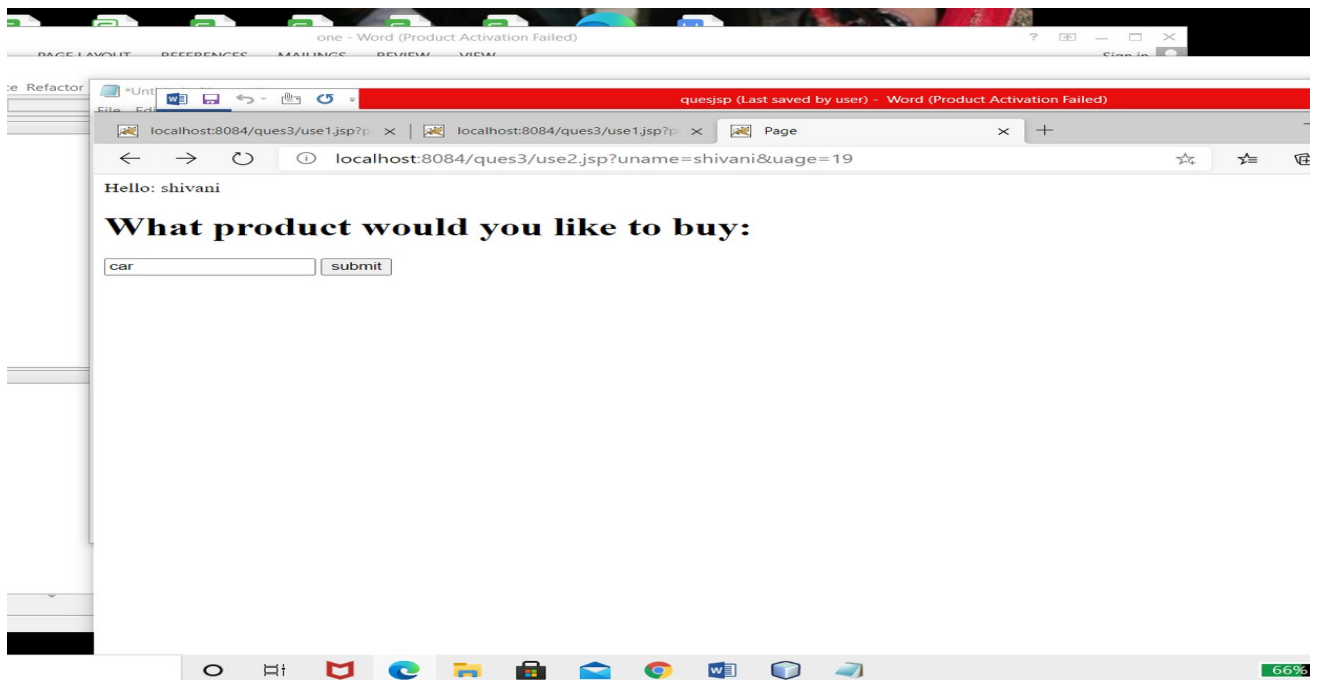 one - Word (Product Activation Failed)
?
PAGE LAYOUT REFERENCES MAILINGS REVIEW VIEW Sign in
Refactor
*Unt
quesjsp (Last saved by user) - Word (Product Activation Failed)
File Edi
localhost:8084/ques3/use1.jsp?p localhost:8084/ques3/use1.jsp?p Page
localhost:8084/ques3/use2.jsp?uname=shivani&uage=19
Hello: shivani
What product would you like to buy:
car submit
66%